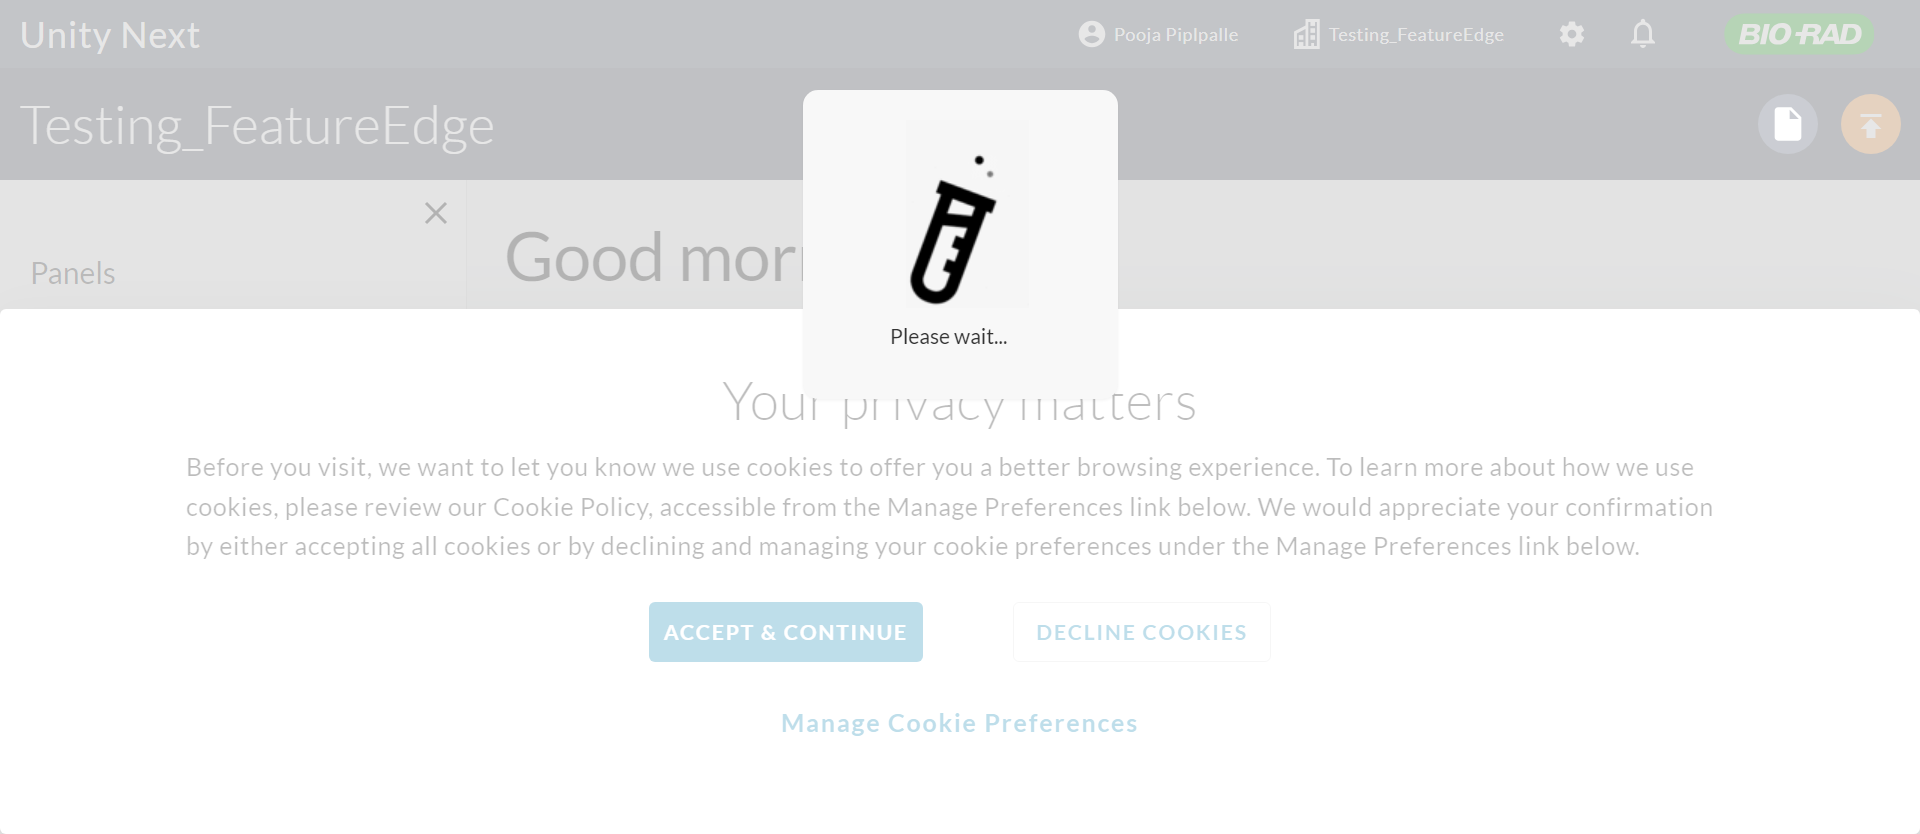 Unity Next
Pooja Piplpalle
Testing_FeatureEdge
BIO-RAD
Testing_FeatureEdge
Panels
Good mor
Please wait...
Your privacy matters
Before you visit, we want to let you know we use cookies to offer you a better browsing experience. To learn more about how we use
cookies, please review our Cookie Policy, accessible from the Manage Preferences link below. We would appreciate your confirmation
by either accepting all cookies or by declining and managing your cookie preferences under the Manage Preferences link below.
ACCEPT & CONTINUE
DECLINE COOKIES
Manage Cookie Preferences